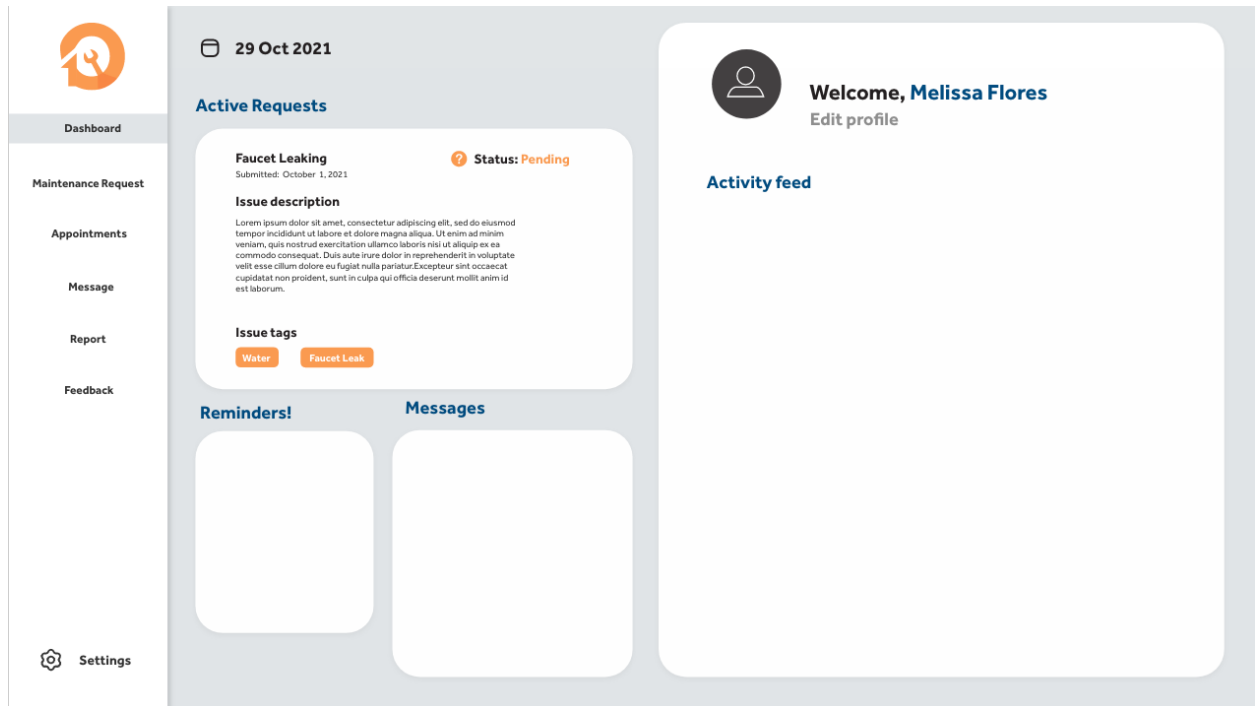 Dashboard
Maintenance Request
Appointments
Message
Report
Feedback
Settings
29 Oct 2021
Active Requests
Faucet Leaking
Submitted: October 1, 2021
? Status: Pending
Issue description
Lorem ipsum dolor sit amet, consectetur adipiscing elit, sed do eiusmod
tempor incididunt ut labore et dolore magna aliqua. Ut enim ad minim
veniam, quis nostrud exercitation ullamco laboris nisi ut aliquip ex ea
commodo consequat. Duis aute irure dolor in reprehenderit in voluptate
velit esse cillum dolore eu fugiat nulla pariatur.Excepteur sint occaecat
cupidatat non proident, sunt in culpa qui officia deserunt mollit anim id
est laborum.
Issue tags
Water
Faucet Leak
Reminders!
Messages
Welcome, Melissa Flores
Edit profile
Activity feed